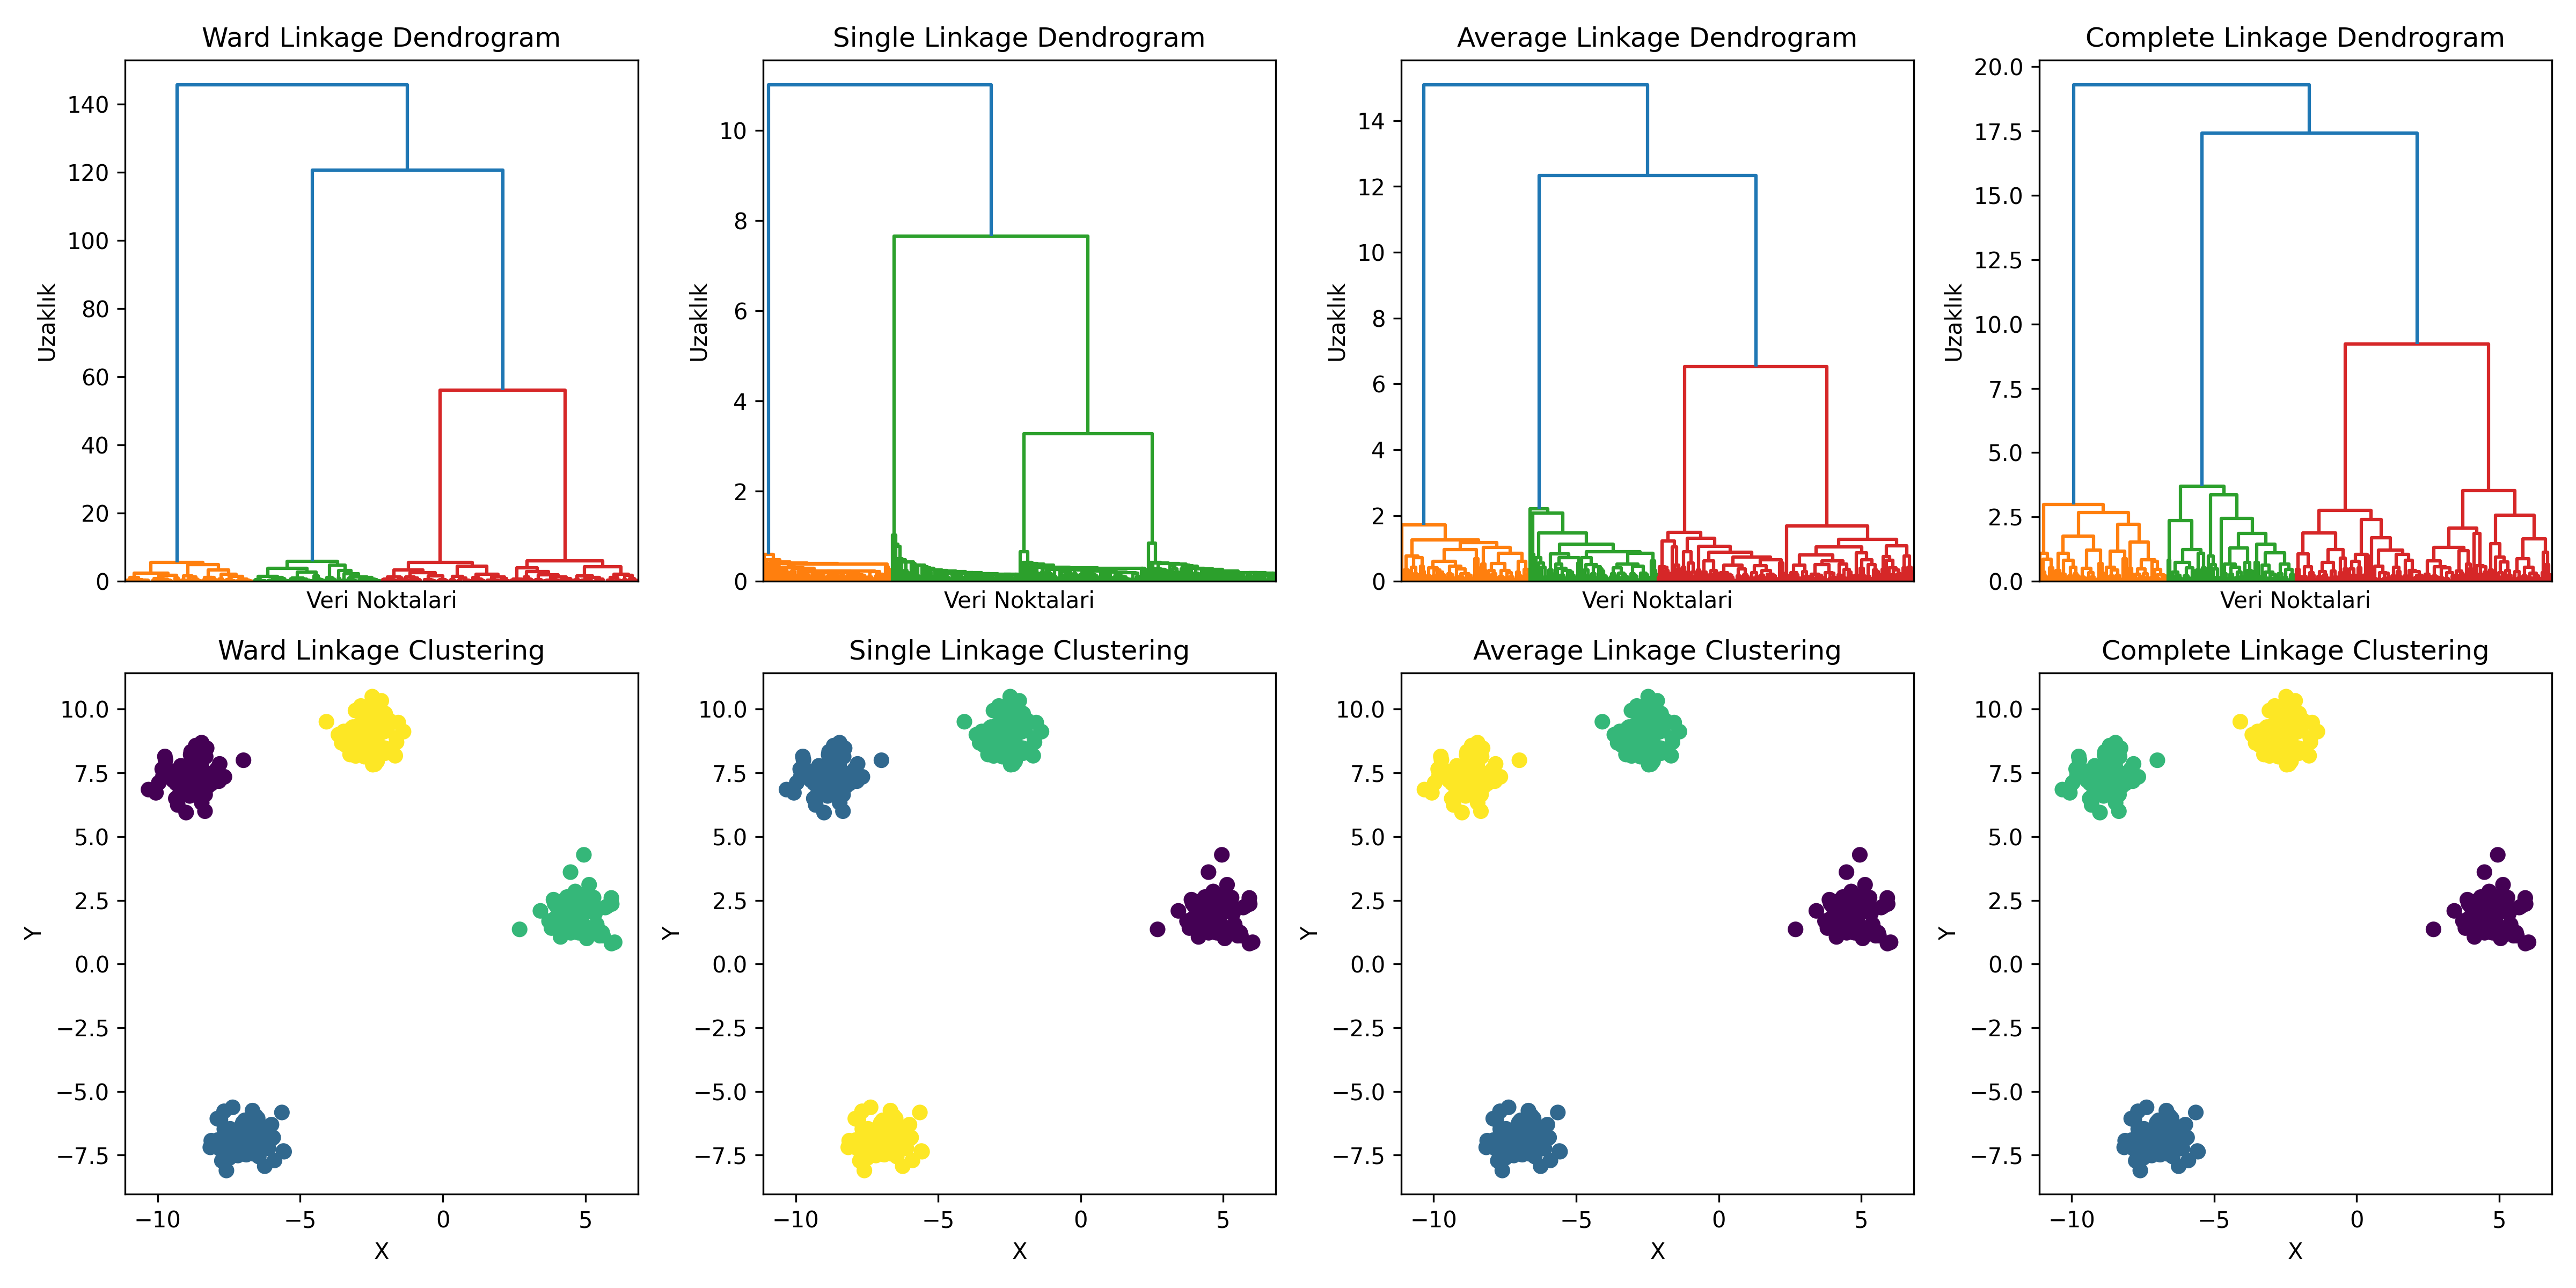 Ward Linkage Dendrogram
140
120
100
80
60
40
20
0
Uzaklık
Veri Noktalari
Single Linkage Dendrogram
10
8
6
4
2
0
Uzaklık
Veri Noktalari
Average Linkage Dendrogram
14
12
10
8
6
4
2
0
Uzaklık
Veri Noktalari
Complete Linkage Dendrogram
20.0
17.5
15.0
12.5
10.0
7.5
5.0
2.5
0.0
Uzaklık
Veri Noktalari
Ward Linkage Clustering
10.0
7.5
5.0
2.5
0.0
−2.5
−5.0
−7.5
Y
−10 −5 0 5
X
Single Linkage Clustering
10.0
7.5
5.0
2.5
0.0
−2.5
−5.0
−7.5
Y
−10 −5 0 5
X
Average Linkage Clustering
10.0
7.5
5.0
2.5
0.0
−2.5
−5.0
−7.5
Y
−10 −5 0 5
X
Complete Linkage Clustering
10.0
7.5
5.0
2.5
0.0
−2.5
−5.0
−7.5
Y
−10 −5 0 5
X